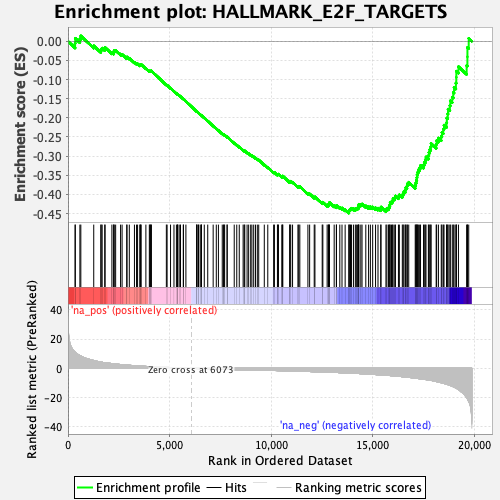 Enrichment plot: HALLMARK_E2F_TARGETS
Enrichment score (ES)
0.00
-0.05
-0.10
-0.15
-0.20
-0.25
-0.30
-0.35
-0.40
-0.45
'na_pos' (positively correlated)
Ranked list metric (PreRanked)
40
20
0
-20
-40
Zero cross at 6073
'na_neg' (negatively correlated)
0 5,000 10,000 15,000 20,000
Rank in Ordered Dataset
Enrichment profile Hits Ranking metric scores